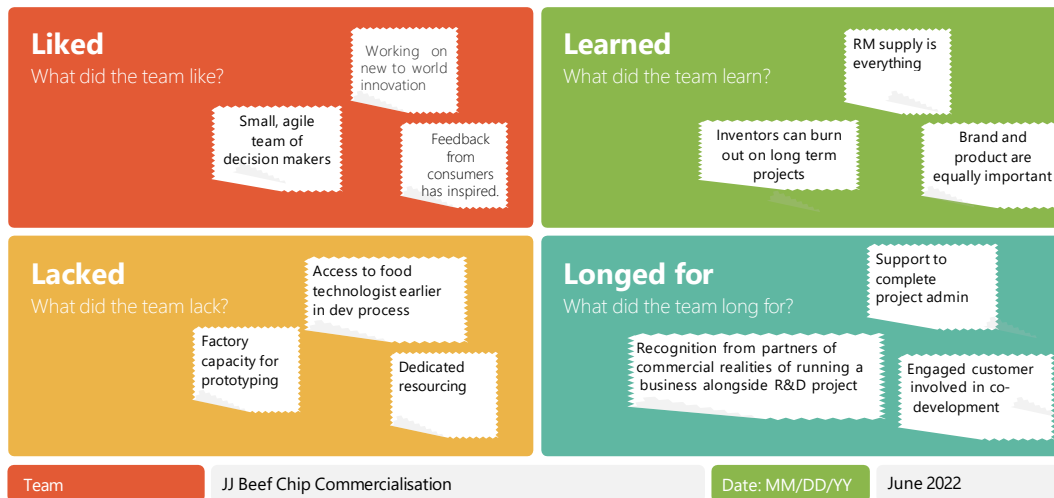 Liked
What did the team like?
Working on
new to world
innovation
Small, agile
team of
decision makers
Feedback
from
consumers
has inspired.
Learned
What did the team learn?
RM supply is
everything
Inventors can burn
out on long term
projects
Brand and
product are
equally important
Lacked
What did the team lack?
Access to food
technologist earlier
in dev process
Factory
capacity for
prototyping
Dedicated
resourcing
Longed for
What did the team long for?
Support to
complete
project admin
Recognition from partners of
commercial realities of running a
business alongside R&D project
Engaged customer
involved in co-
development
Team
JJ Beef Chip Commercialisation
Date: MM/DD/YY
June 2022